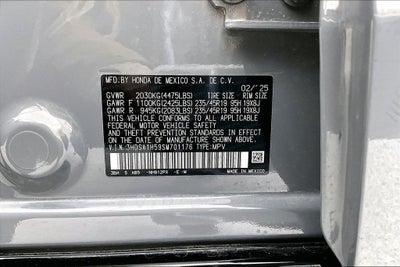 MFD.BY HONDA DE MEXICO S.A. DE C.V.
02/'25
GVWR 2030KG(4475LBS) TIRE SIZE RIM SIZE
GAWR F 1100KG(2425LBS) 235/45R19 95H 19X8J
GAWR R 945KG(2083LBS) 235/45R19 95H 19X8J
THIS VEHICLE CONFORMS TO ALL APPLICABLE
FEDERAL MOTOR VEHICLE SAFETY AND
THEFT PREVENTION STANDARDS IN EFFECT ON
THE DATE OF MANUFACTURE SHOWN ABOVE.
V.I.N. TYPE:MPV
MADE IN MEXICO